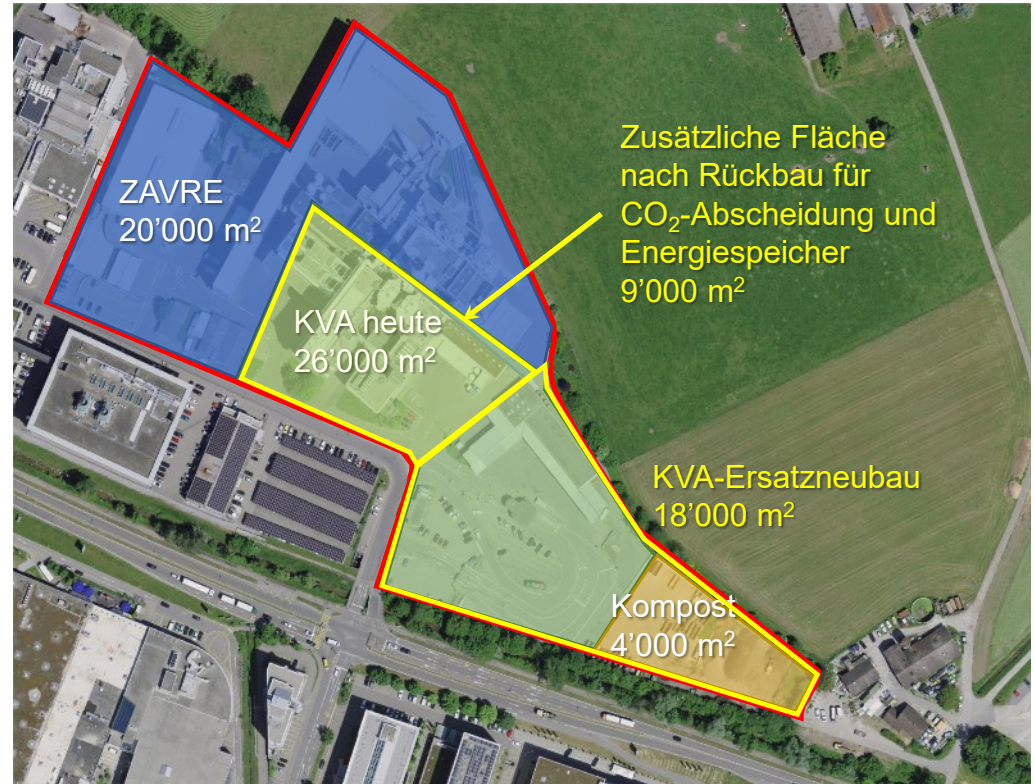 ZAVRE
20’000 m²
Zusätzliche Fläche
nach Rückbau für
CO₂-Abscheidung und
Energiespeicher
9’000 m²
KVA heute
26’000 m²
KVA-Ersatzneubau
18’000 m²
Kompost
4’000 m²